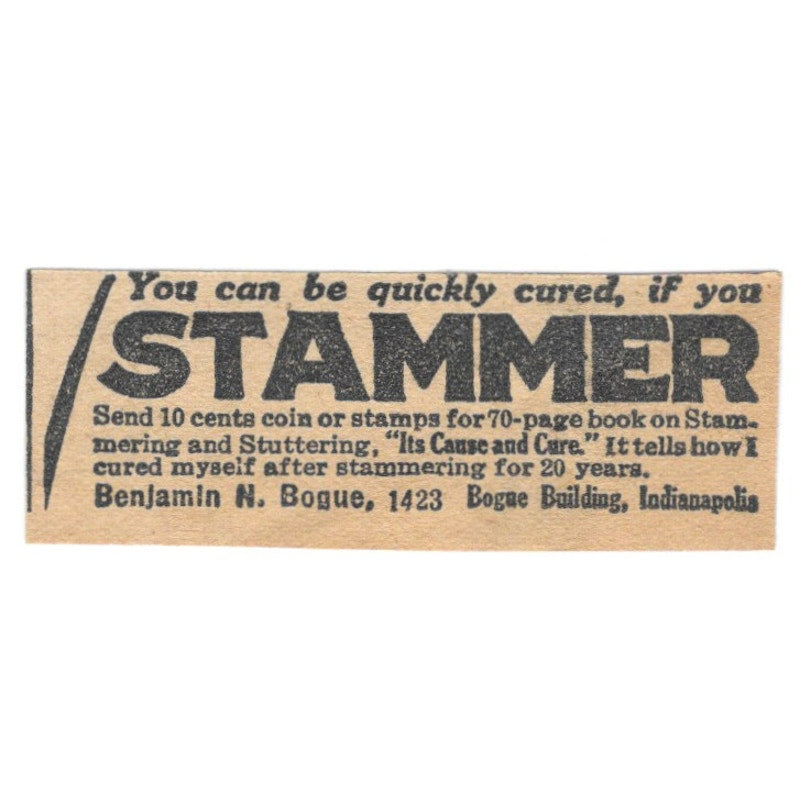 You can be quickly cured, if you
STAMMER
Send 10 cents coin or stamps for 70-page book on Stam-
mering and Stuttering, "Its Cause and Cure." It tells how I
cured myself after stammering for 20 years.
Benjamin N. Bogue, 1423 Bogue Building, Indianapolis